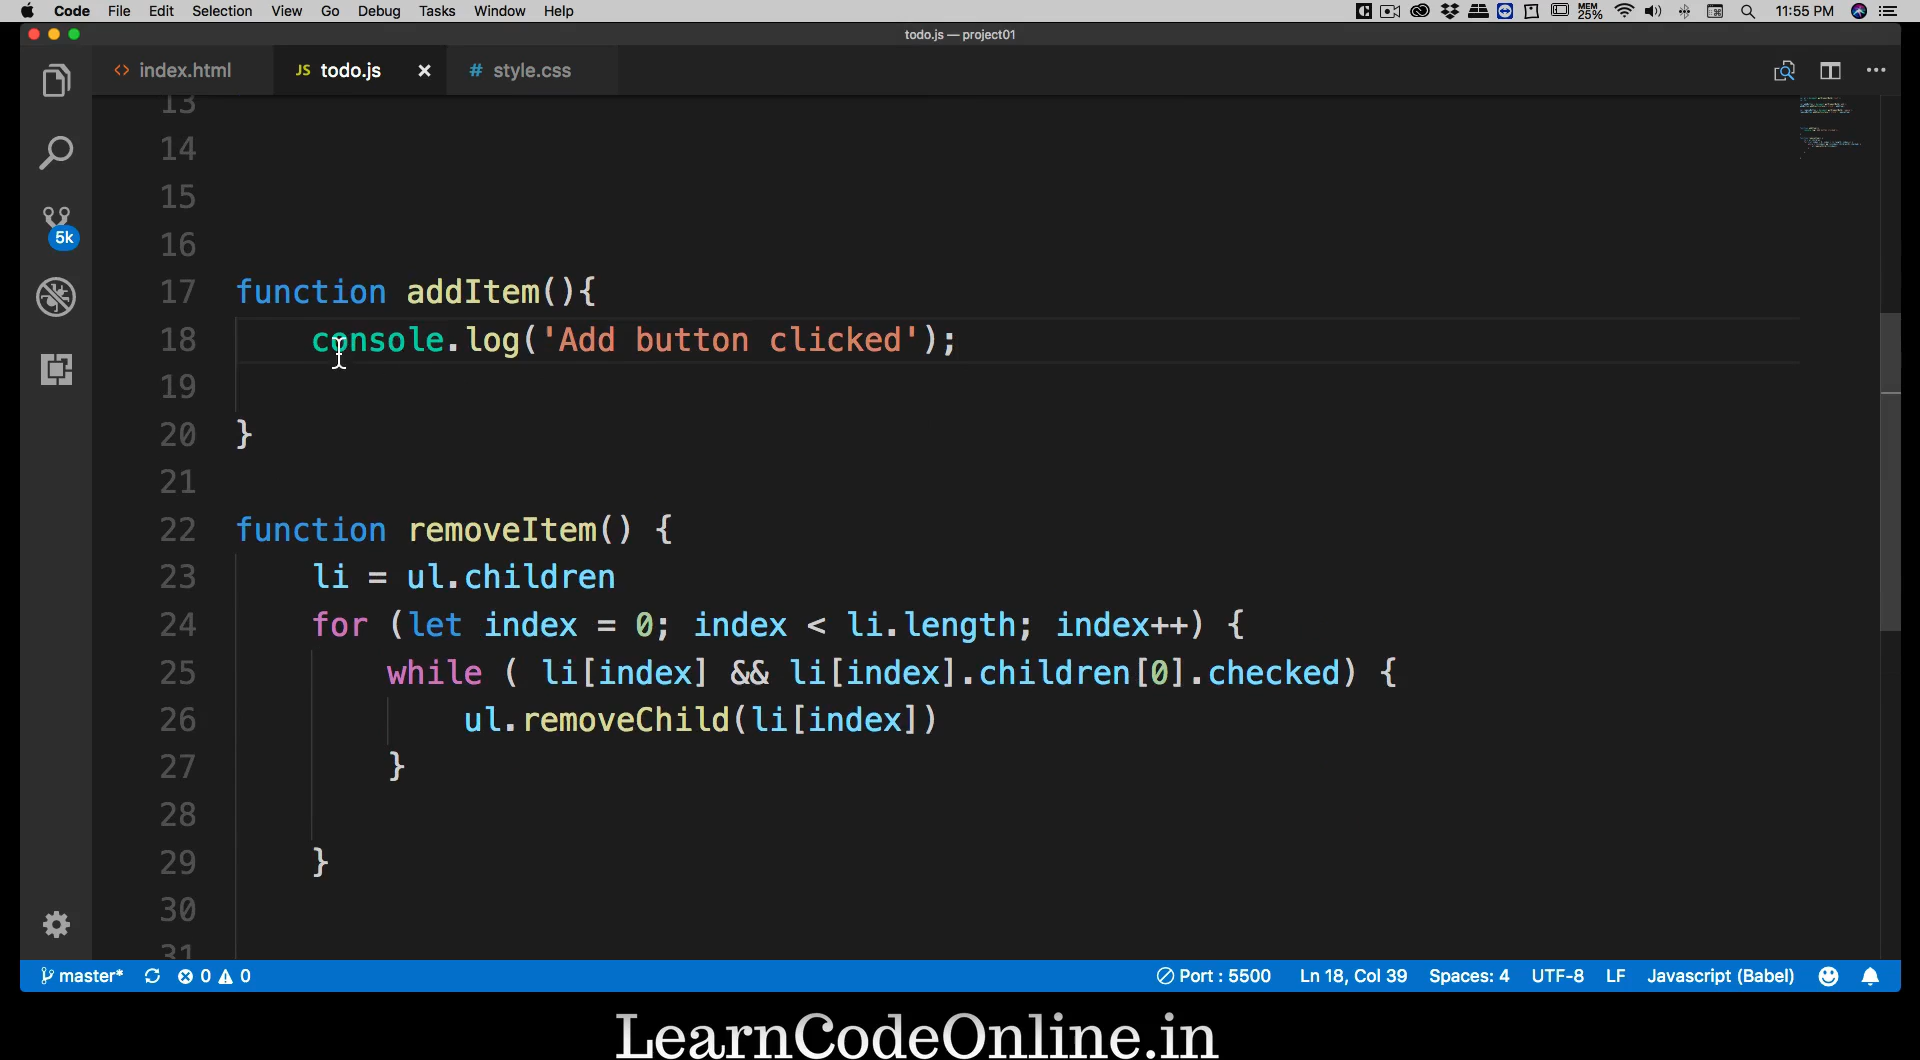 Code File Edit Selection View Go Debug Tasks Window Help MEM 25% 11:55 PM
todo.js — project01
<> index.html JS todo.js × # style.css
5k
13
14
15
16
17 function addItem(){
18 console.log('Add button clicked');
19
20 }
21
22 function removeItem() {
23 li = ul.children
24 for (let index = 0; index < li.length; index++) {
25 while ( li[index] && li[index].children[0].checked) {
26 ul.removeChild(li[index])
27 }
28
29 }
30
31
master* 0 0 Port : 5500 Ln 18, Col 39 Spaces: 4 UTF-8 LF Javascript (Babel)
LearnCodeOnline.in